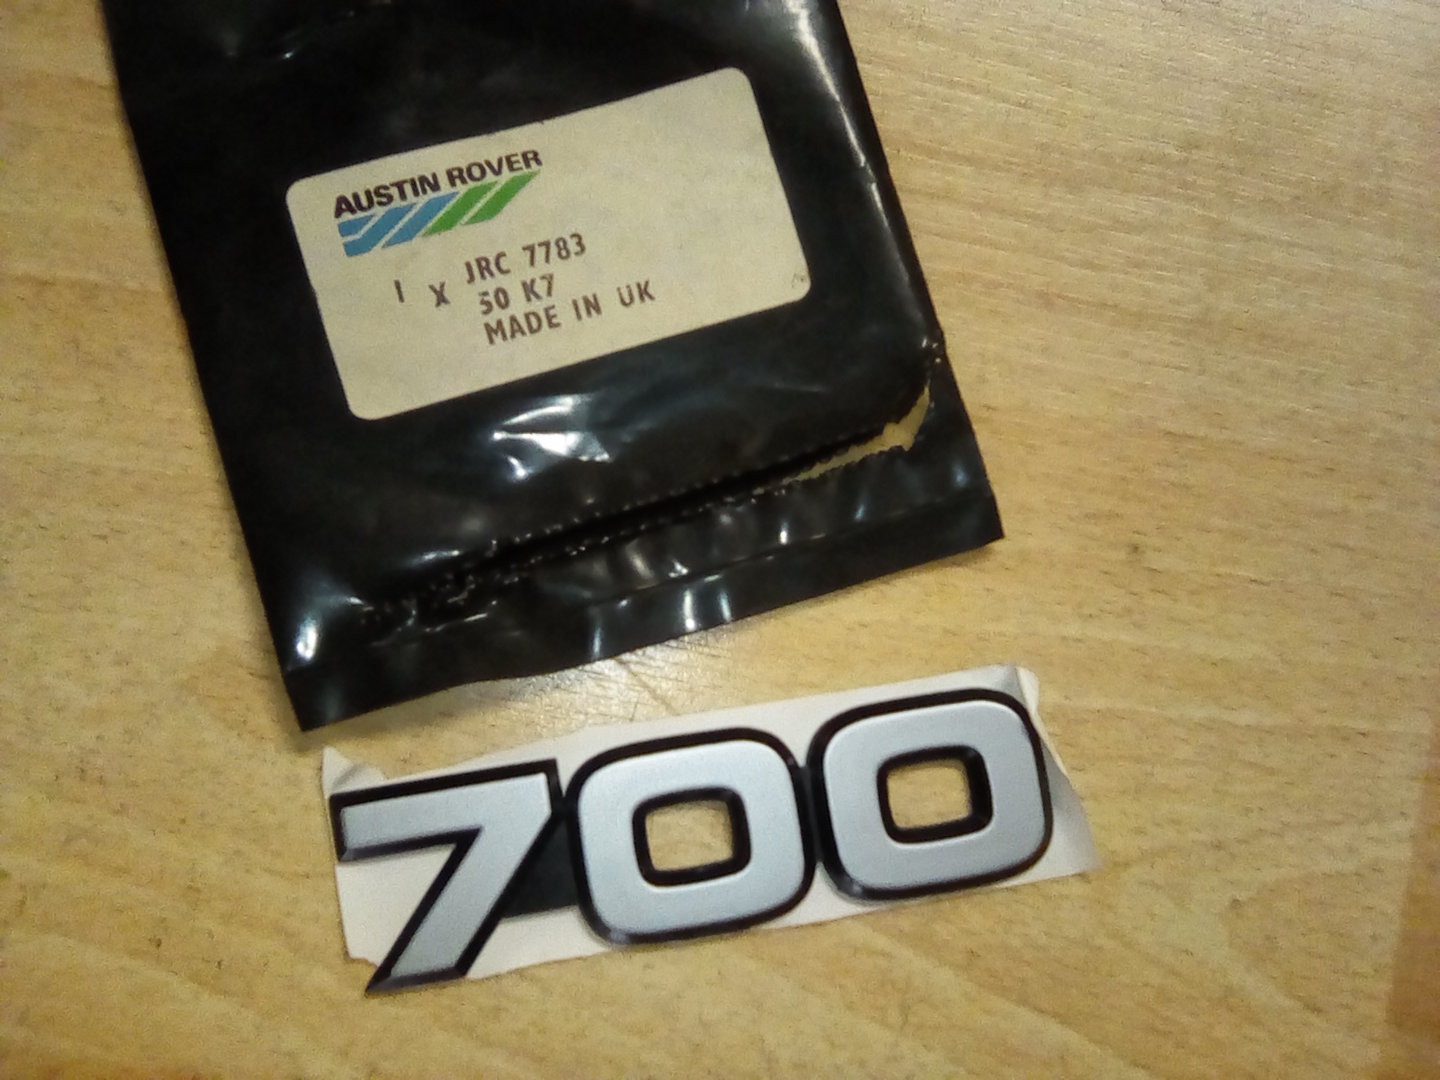 AUSTIN ROVER
1 X JRC 7783
50 K7
MADE IN UK
700